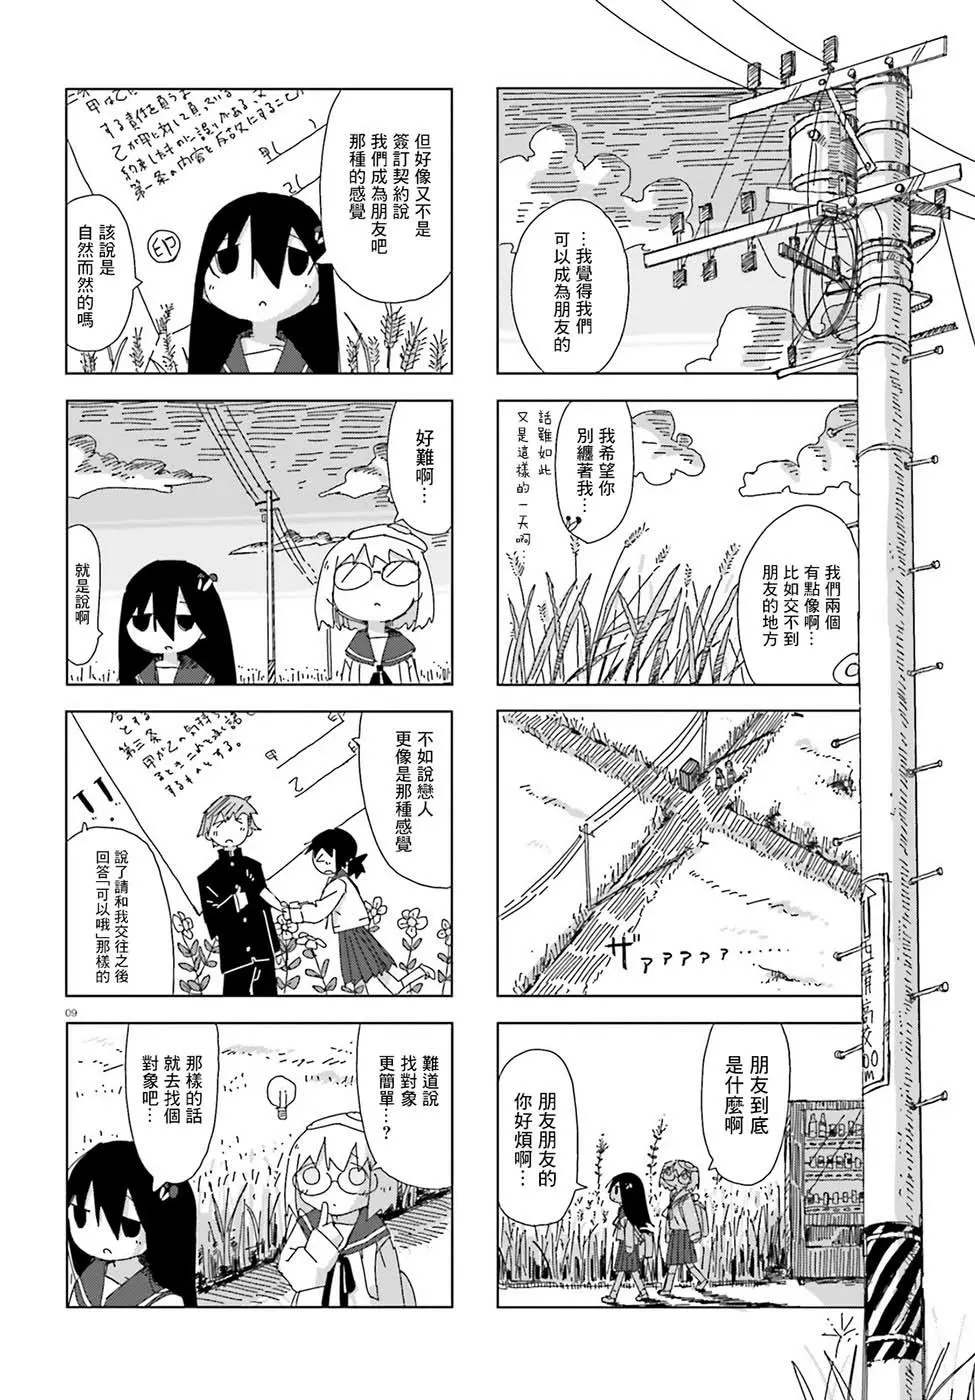 …我覺得我們
可以成為朋友的
我們兩個
有點像啊…
比如交不到
朋友的地方
我希望你
別纏著我…
話雖如此
又是這樣的一天啊…
ザァァァァァ……
朋友到底
是什麼啊
朋友朋友的
你好煩啊…
但好像又不是
簽訂契約說
我們成為朋友吧
那種的感覺
該說是
自然而然的嗎
好難啊…
就是說啊
不如說戀人
更像是那種感覺
第三条
說了請和我交往之後
回答「可以哦」那樣的
難道說
找對象
更簡單…?
那樣的話
就去找個
對象吧…
09